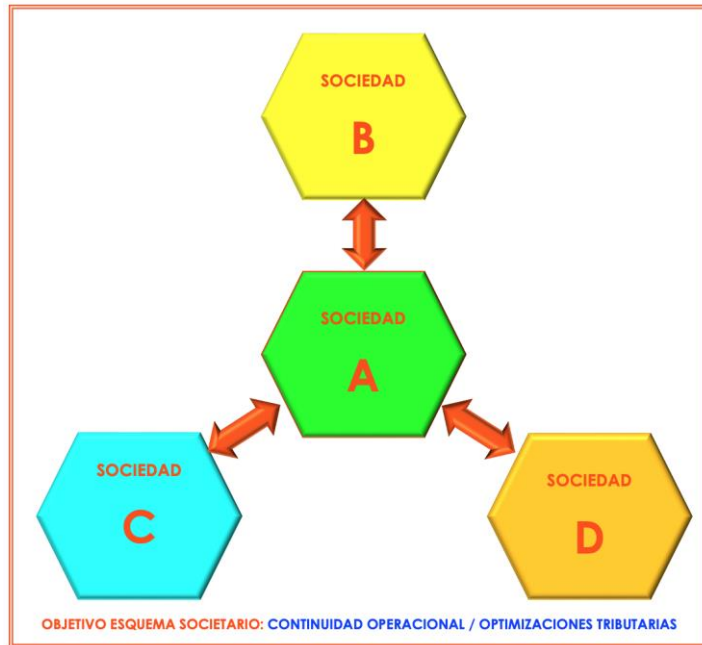 SOCIEDAD
B
SOCIEDAD
A
SOCIEDAD
C
SOCIEDAD
D
OBJETIVO ESQUEMA SOCIETARIO: CONTINUIDAD OPERACIONAL / OPTIMIZACIONES TRIBUTARIAS